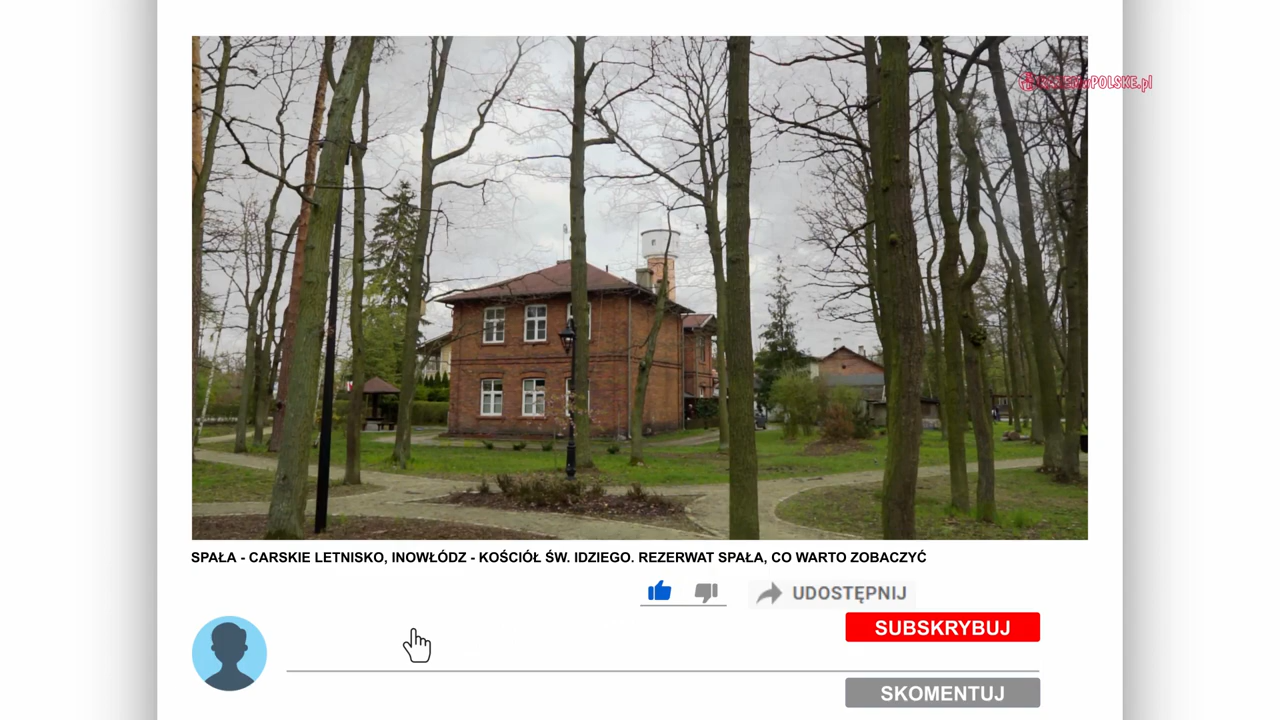 SPAŁA - CARSKIE LETNISKO, INOWŁÓDZ - KOŚCIÓŁ ŚW. IDZIEGO. REZERWAT SPAŁA, CO WARTO ZOBACZYĆ
UDOSTĘPNIJ
SUBSKRYBUJ
SKOMENTUJ